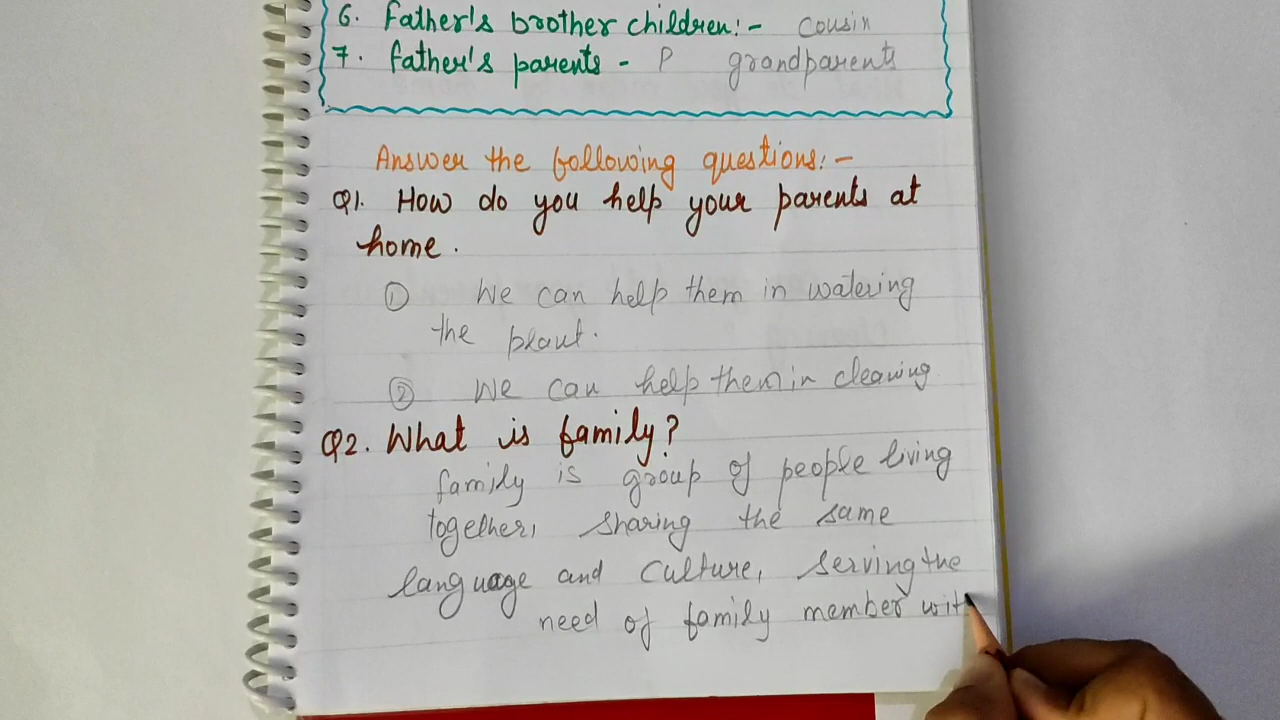 6. Father's brother children:- cousin
7. Father's parents - P grandparents
Answer the following questions:-
Q1. How do you help your parents at
home.
① We can help them in watering
the plant.
② We can help them in cleaning
Q2. What is family?
family is group of people living
together, sharing the same
language and culture, serving the
need of family member with